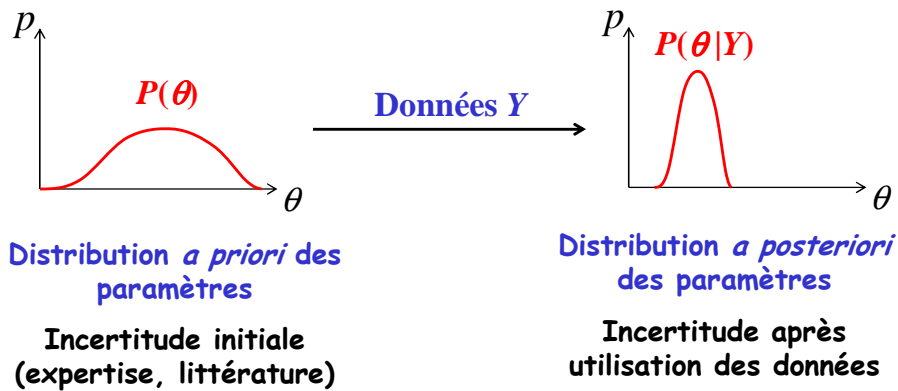 p
P(θ)
θ
Données Y
p
P(θ|Y)
θ
Distribution a priori des
paramètres
Incertitude initiale
(expertise, littérature)
Distribution a posteriori
des paramètres
Incertitude après
utilisation des données